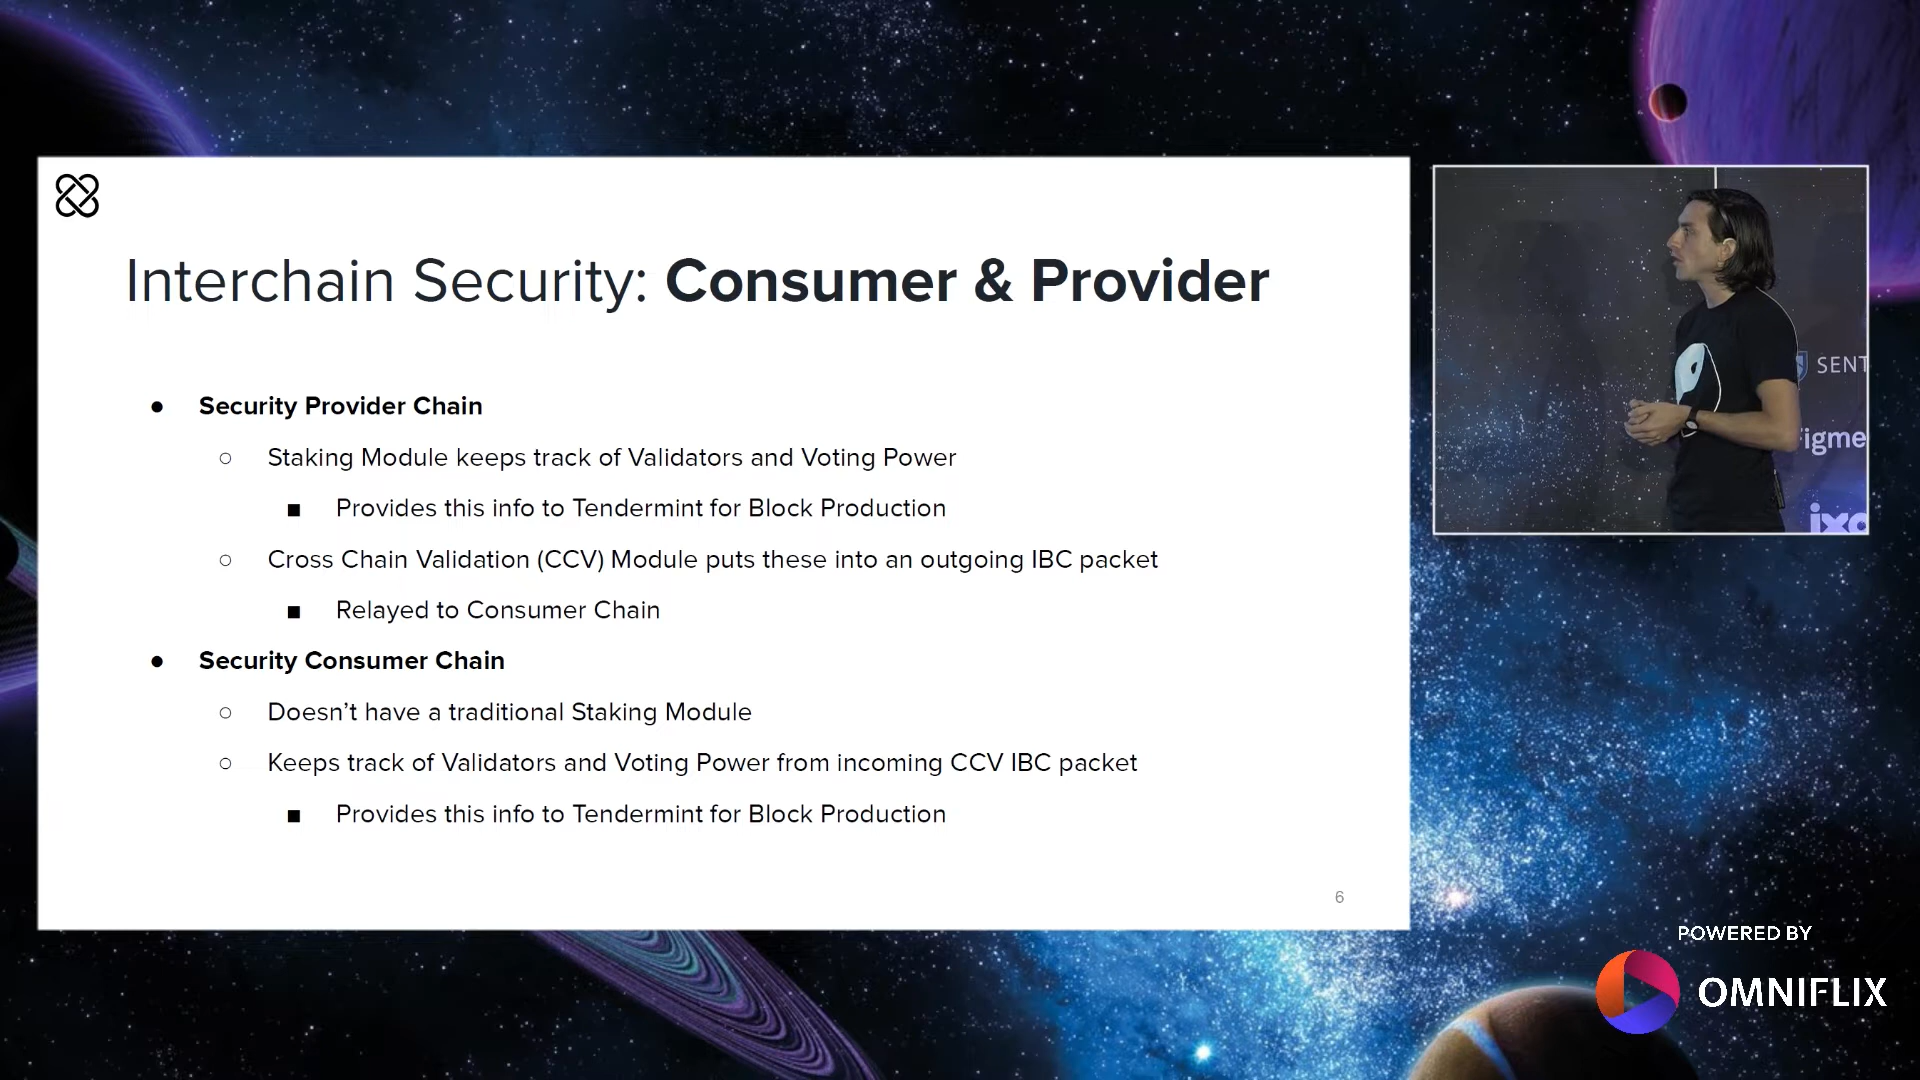 Interchain Security: Consumer & Provider
● Security Provider Chain
○ Staking Module keeps track of Validators and Voting Power
■ Provides this info to Tendermint for Block Production
○ Cross Chain Validation (CCV) Module puts these into an outgoing IBC packet
■ Relayed to Consumer Chain
● Security Consumer Chain
○ Doesn’t have a traditional Staking Module
○ Keeps track of Validators and Voting Power from incoming CCV IBC packet
■ Provides this info to Tendermint for Block Production
6
SENT
igme
ixo
POWERED BY
OMNIFLIX